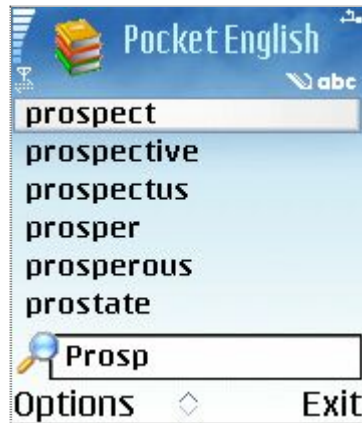 Pocket English
abc
prospect
prospective
prospectus
prosper
prosperous
prostate
Prosp
Options Exit